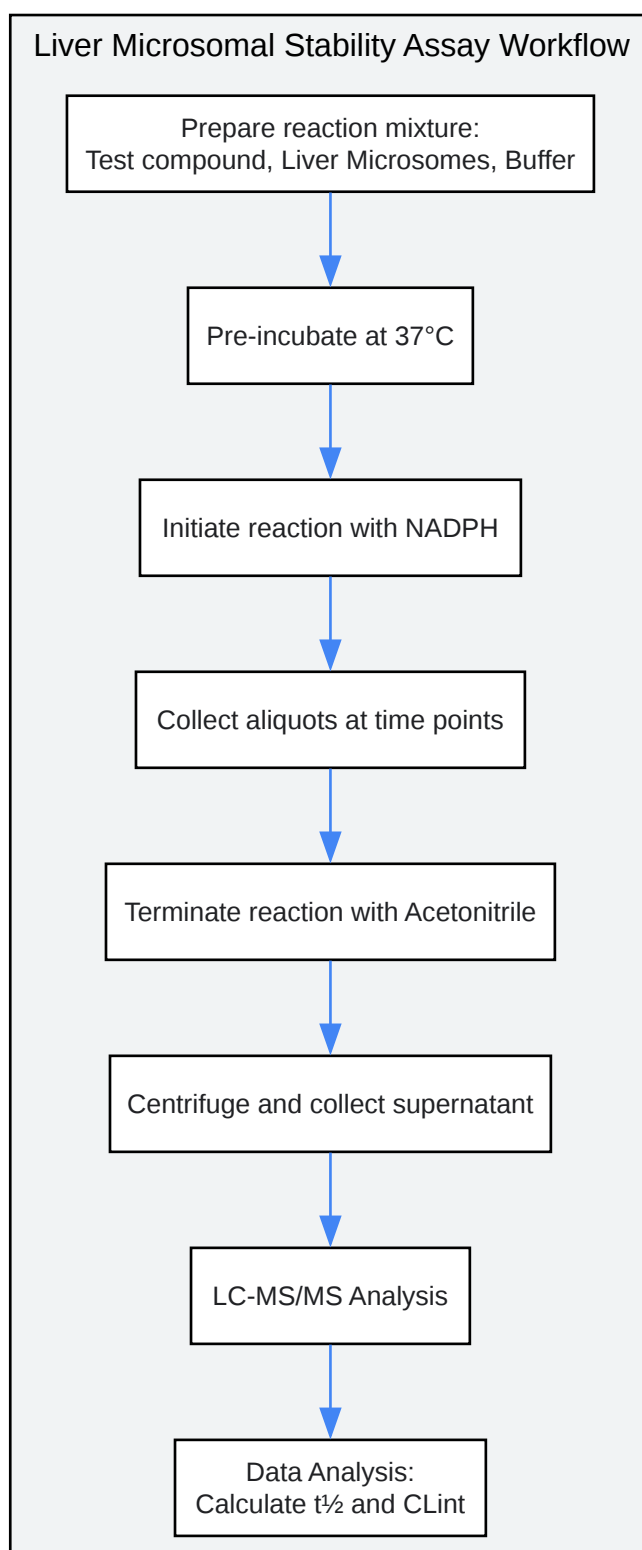 Liver Microsomal Stability Assay Workflow
Prepare reaction mixture:
Test compound, Liver Microsomes, Buffer
Pre-incubate at 37°C
Initiate reaction with NADPH
Collect aliquots at time points
Terminate reaction with Acetonitrile
Centrifuge and collect supernatant
LC-MS/MS Analysis
Data Analysis:
Calculate t½ and CLint